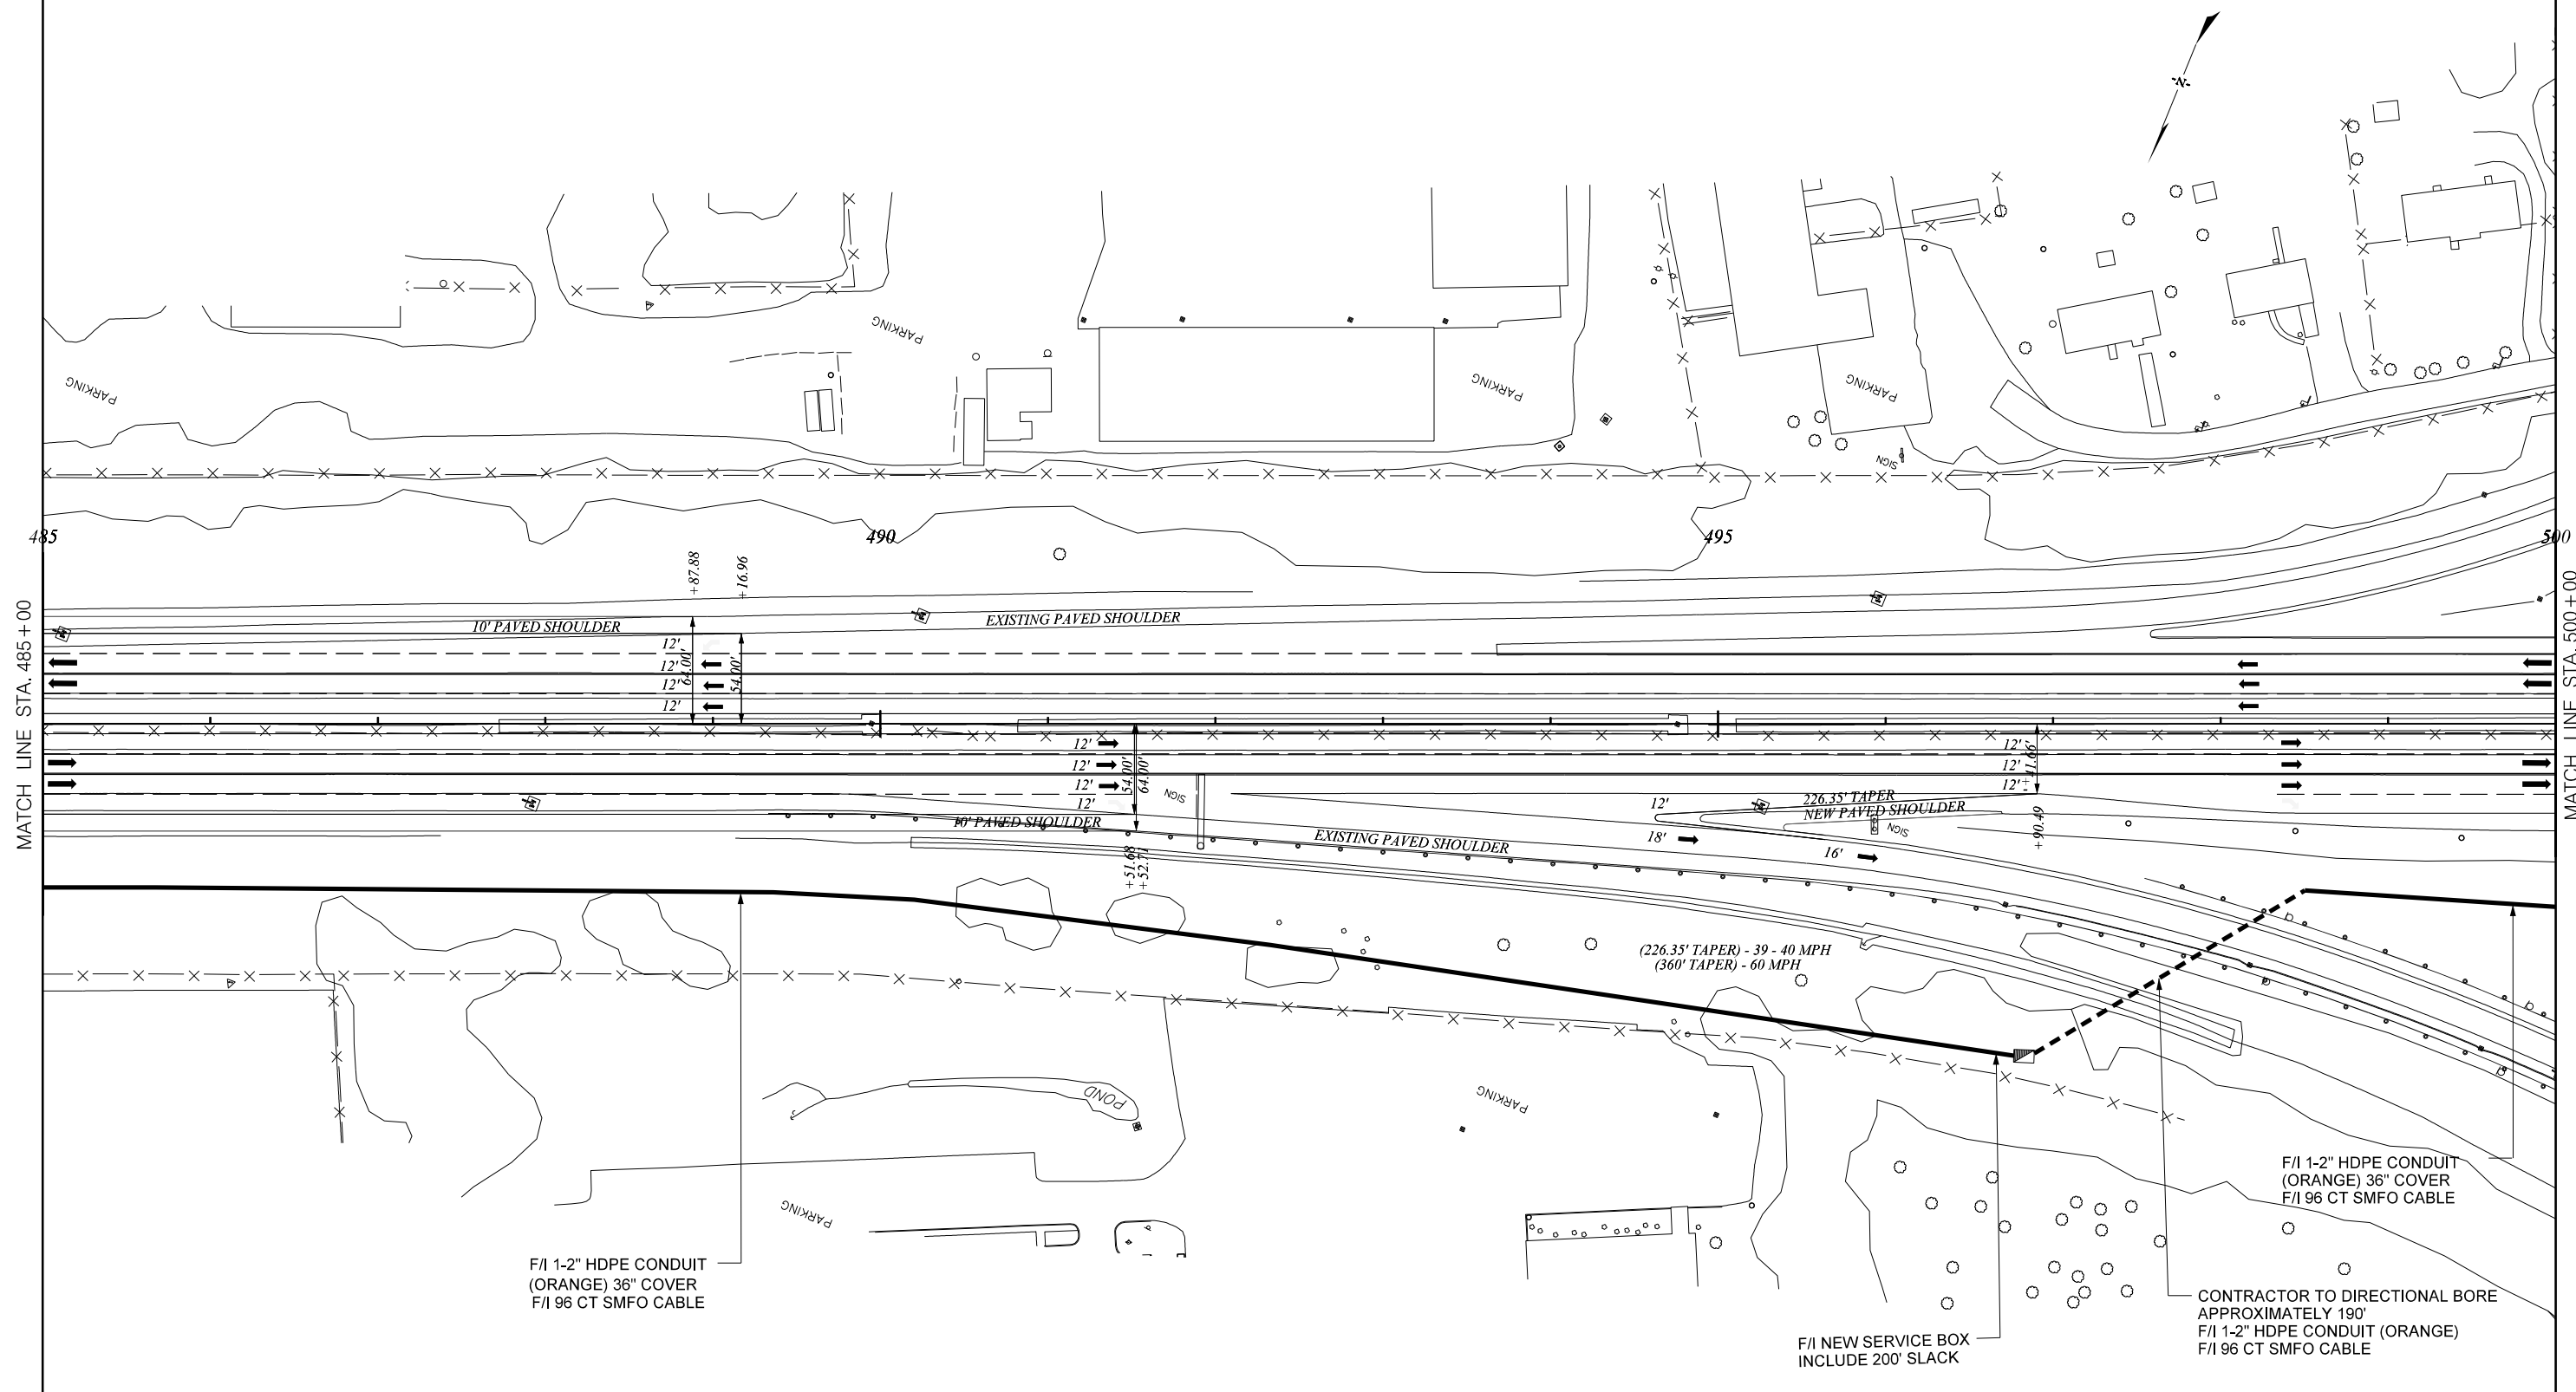 -N-
PARKING
PARKING
PARKING
PARKING
SIGN
485
490
495
500
+87.88
+16.96
MATCH LINE STA. 485+00
MATCH LINE STA. 500+00
10' PAVED SHOULDER
EXISTING PAVED SHOULDER
12'
12'
12'
12'
64.00'
54.00'
12'
12'
12'
12'
54.00'
64.00'
SIGN
12'
12'
12'
41.66'
226.35' TAPER
NEW PAVED SHOULDER
12'
18'
16'
SIGN
10' PAVED SHOULDER
EXISTING PAVED SHOULDER
+51.68
+52.71
+90.49
(226.35' TAPER) - 39 - 40 MPH
(360' TAPER) - 60 MPH
POND
PARKING
PARKING
F/I 1-2" HDPE CONDUIT
(ORANGE) 36" COVER
F/I 96 CT SMFO CABLE
F/I 1-2" HDPE CONDUIT
(ORANGE) 36" COVER
F/I 96 CT SMFO CABLE
CONTRACTOR TO DIRECTIONAL BORE
APPROXIMATELY 190'
F/I 1-2" HDPE CONDUIT (ORANGE)
F/I 96 CT SMFO CABLE
F/I NEW SERVICE BOX
INCLUDE 200' SLACK